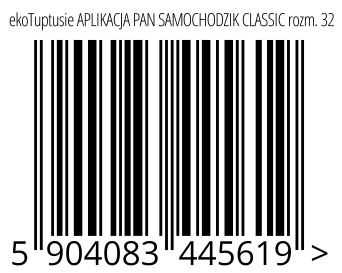 ekoTuptusie APLIKACJA PAN SAMOCHODZIK CLASSIC rozm. 32
5 904083 445619 >